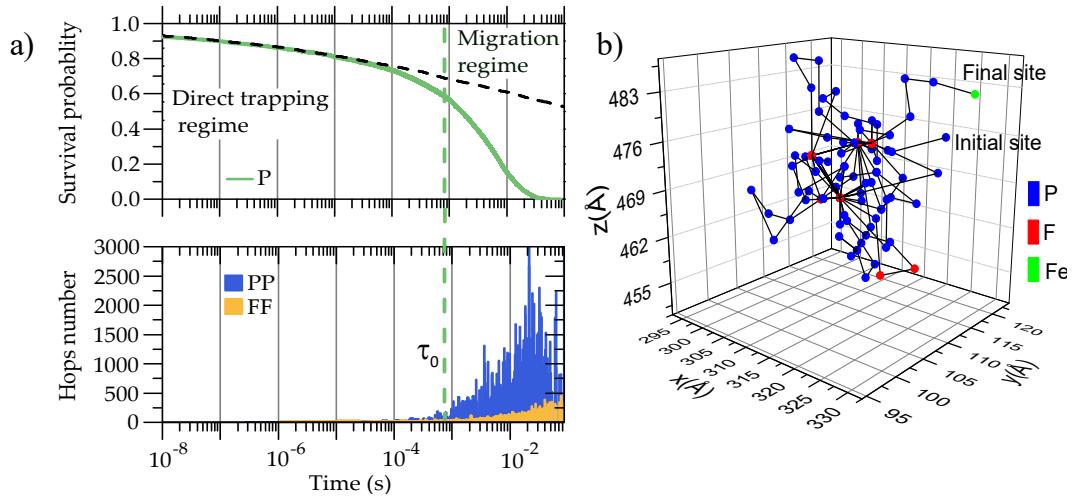 a)
Survival probablity
1.0
0.8
0.6
0.4
0.2
0.0
Migration
regime
Direct trapping
regime
P
Hops number
3000
2500
2000
1500
1000
500
0
PP
FF
τ0
10-8
10-6
10-4
10-2
Time (s)
b)
z(Å)
483
476
469
462
455
Final site
Initial site
P
F
Fe
295
300
305
310
315
320
325
330
x(Å)
95
100
105
110
115
120
y(Å)